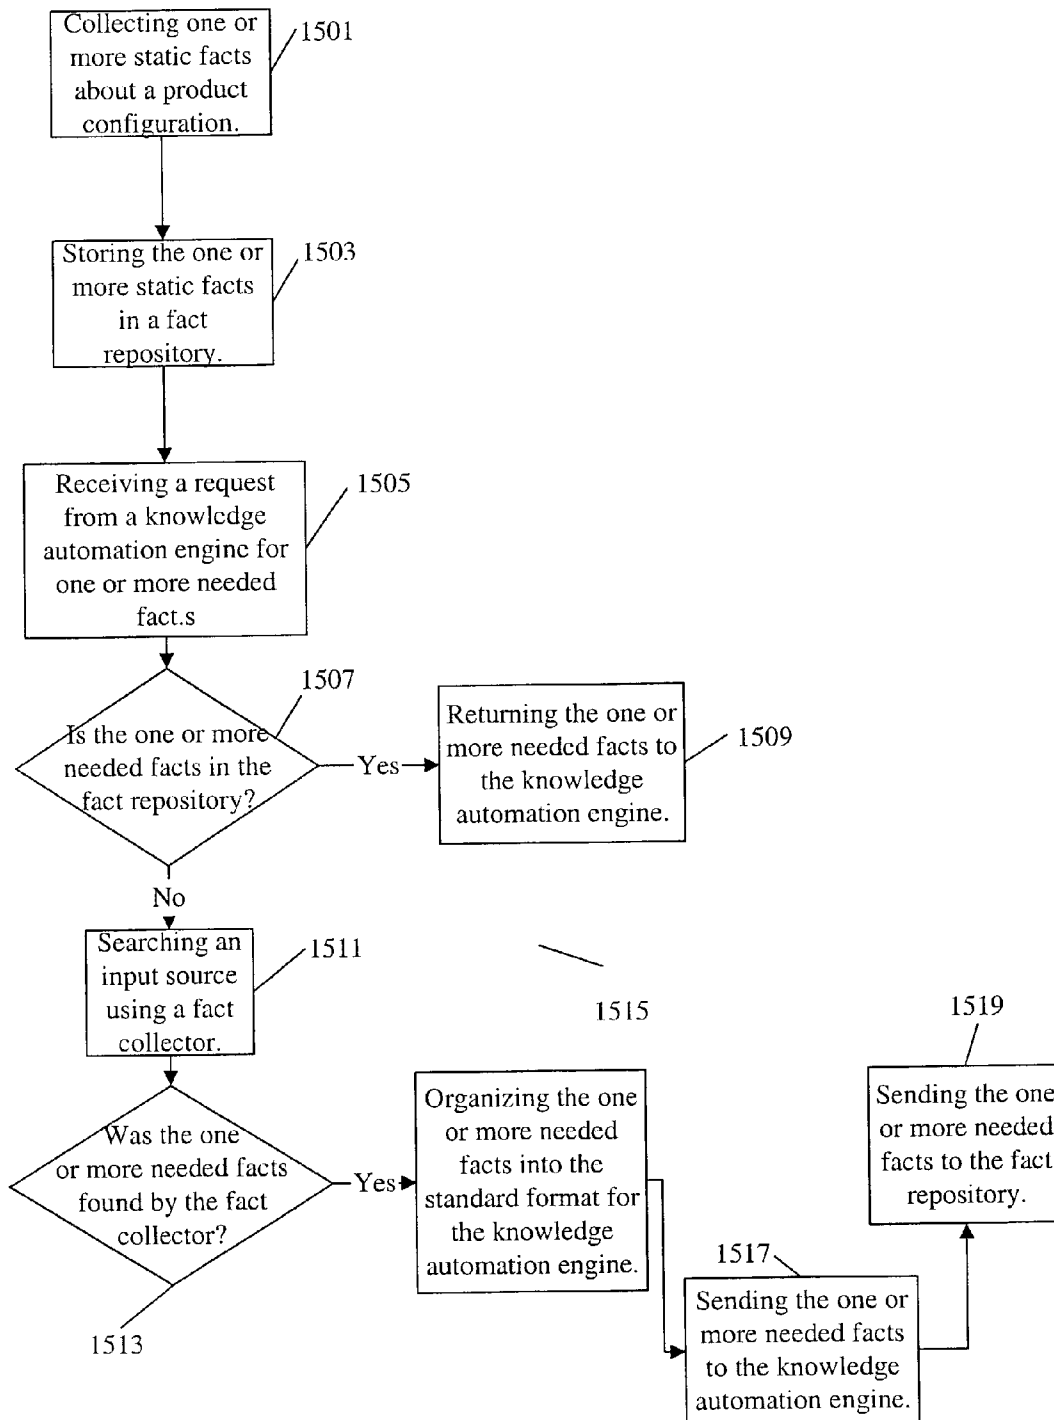 Collecting one or
more static facts
about a product
configuration.
1501
Storing the one or
more static facts
in a fact
repository.
1503
Receiving a request
from a knowledge
automation engine for
one or more needed
fact.s
1505
Is the one or more
needed facts in the
fact repository?
1507
Yes
Returning the one or
more needed facts to
the knowledge
automation engine.
1509
No
Searching an
input source
using a fact
collector.
1511
Was the one
or more needed facts
found by the fact
collector?
1513
Yes
Organizing the one
or more needed
facts into the
standard format for
the knowledge
automation engine.
1515
Sending the one or
more needed facts
to the knowledge
automation engine.
1517
Sending the one
or more needed
facts to the fact
repository.
1519